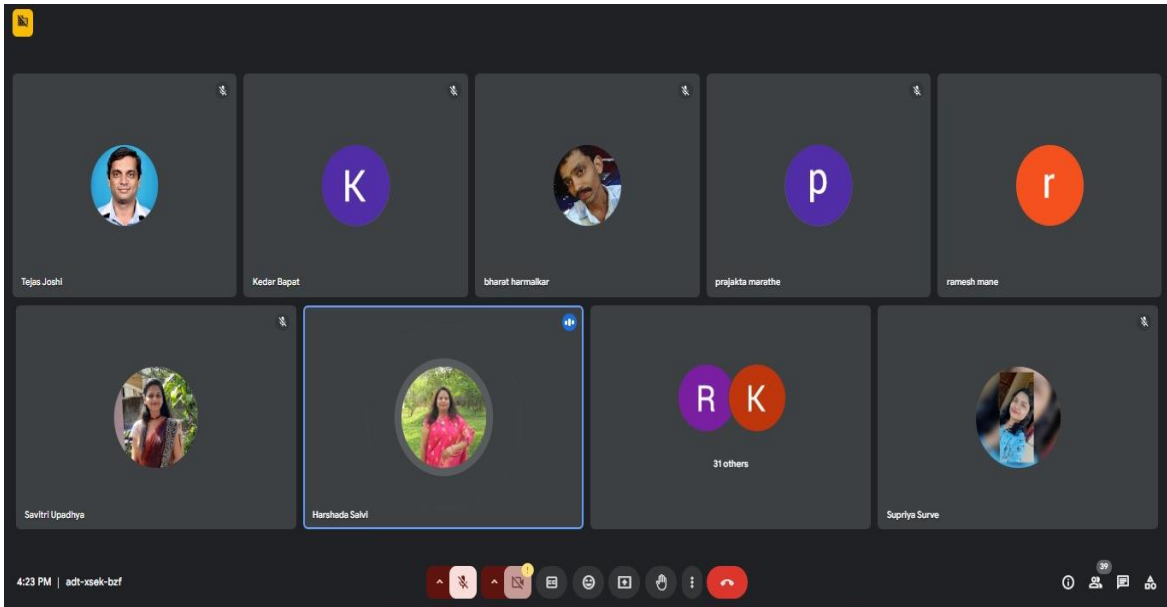 K
p
r
Tejas Joshi
Kedar Bapat
bharat harmalkar
prajakta marathe
ramesh mane
R K
31 others
Savitri Upadhya
Harshada Salvi
Supriya Surve
4:23 PM | adt-xsek-bzf
!
CC
39